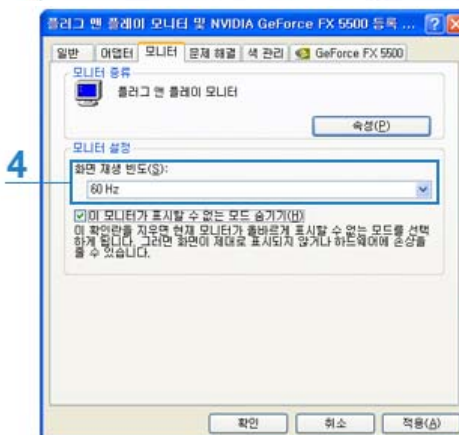 플러그 앤 플레이 모니터 및 NVIDIA GeForce FX 5500 등록 ...
일반 어댑터 모니터 문제 해결 색 관리 GeForce FX 5500
모니터 종류
플러그 앤 플레이 모니터
속성(P)
모니터 설정
4
화면 재생 빈도(S):
60 Hz
이 모니터가 표시할 수 없는 모드 숨기기(H)
이 확인란을 지우면 현재 모니터가 올바르게 표시할 수 없는 모드를 선택
하게 됩니다. 그러면 화면이 제대로 표시되지 않거나 하드웨어에 손상을
줄 수 있습니다.
확인 취소 적용(A)